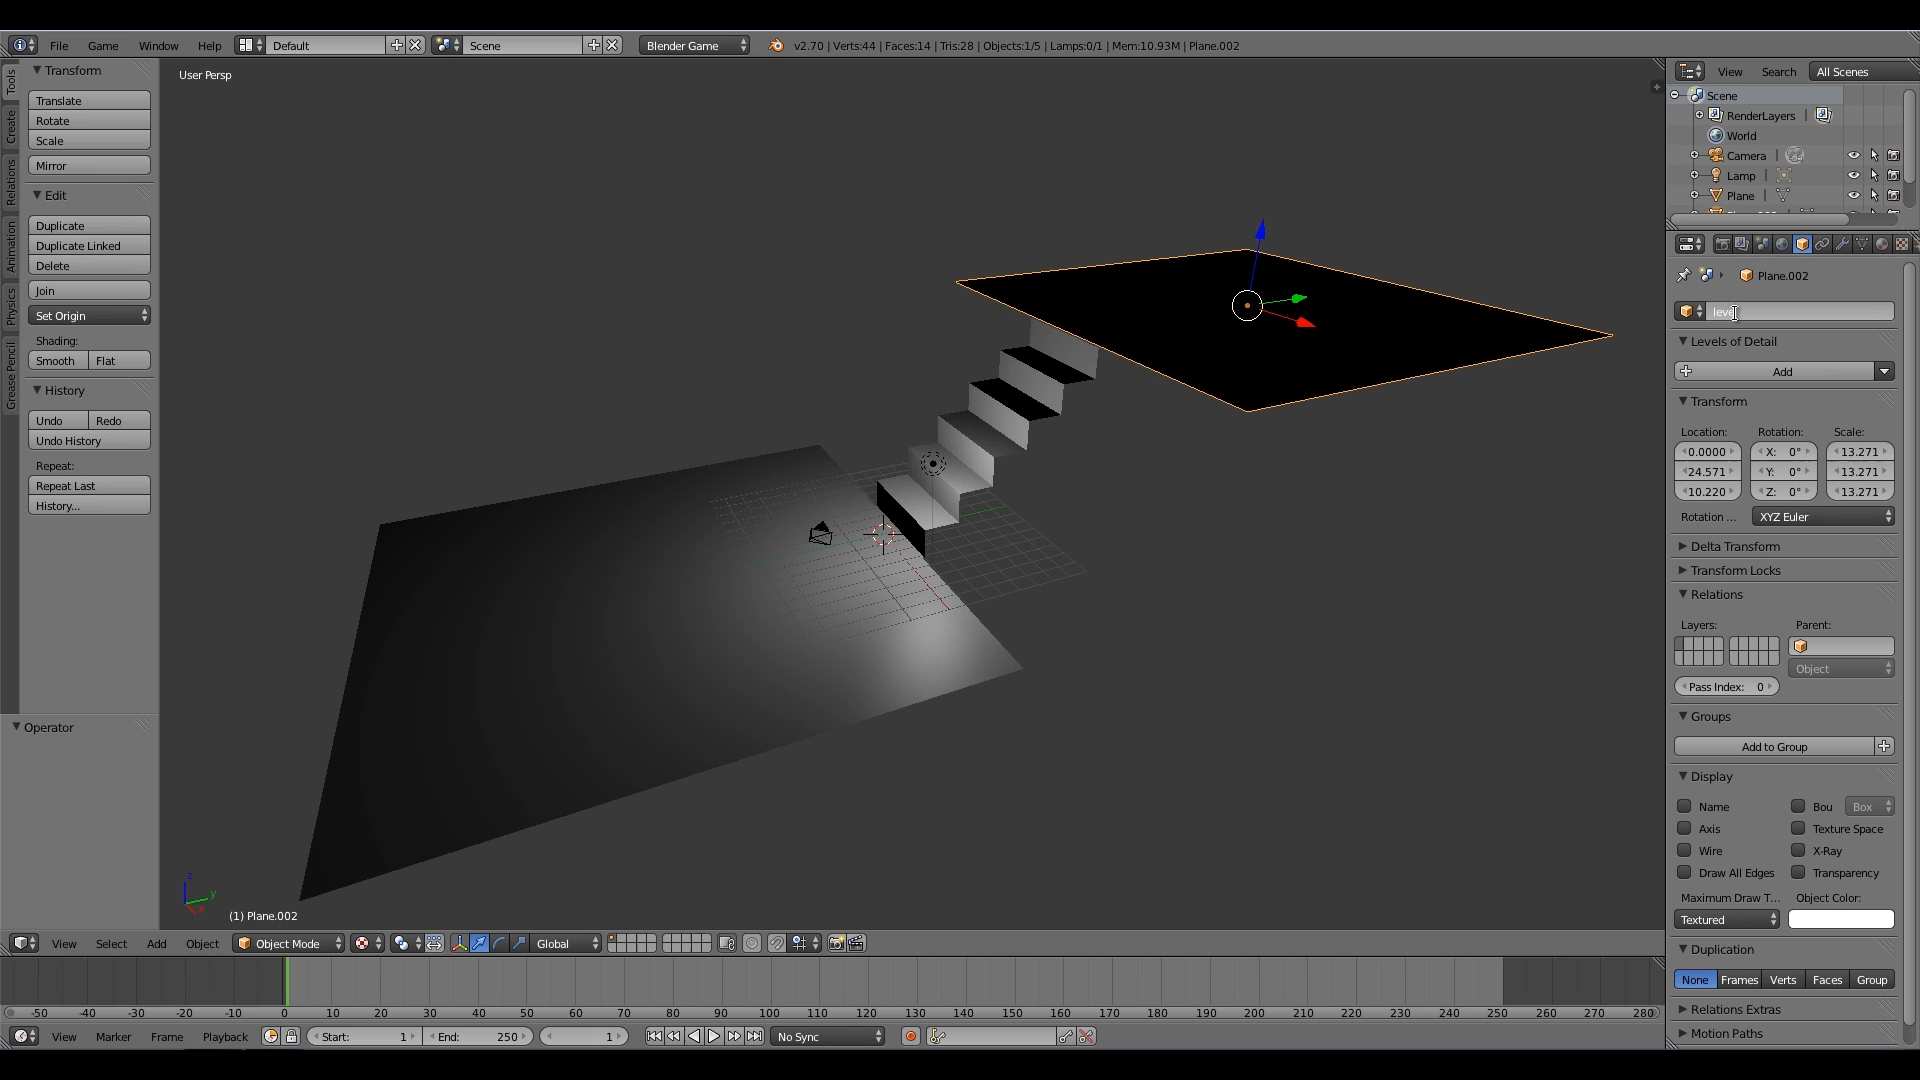 File Game Window Help Default Scene Blender Game v2.70 | Verts:44 | Faces:14 | Tris:28 | Objects:1/5 | Lamps:0/1 | Mem:10.93M | Plane.002
Tools
Create
Relations
Animation
Physics
Grease Pencil
Transform
Translate
Rotate
Scale
Mirror
Edit
Duplicate
Duplicate Linked
Delete
Join
Set Origin
Shading:
Smooth Flat
History
Undo Redo
Undo History
Repeat:
Repeat Last
History...
Operator
User Persp
z
y
(1) Plane.002
View Search All Scenes
Scene
RenderLayers
World
Camera
Lamp
Plane
Plane.002
leve
Levels of Detail
Add
Transform
Location: Rotation: Scale:
0.0000 X: 0° 13.271
24.571 Y: 0° 13.271
10.220 Z: 0° 13.271
Rotation ... XYZ Euler
Delta Transform
Transform Locks
Relations
Layers: Parent:
Object
Pass Index: 0
Groups
Add to Group
Display
Name Bou Box
Axis Texture Space
Wire X-Ray
Draw All Edges Transparency
Maximum Draw T... Object Color:
Textured
Duplication
None Frames Verts Faces Group
Relations Extras
Motion Paths
View Select Add Object Object Mode Global
-50 -40 -30 -20 -10 0 10 20 30 40 50 60 70 80 90 100 110 120 130 140 150 160 170 180 190 200 210 220 230 240 250 260 270 280
View Marker Frame Playback Start: 1 End: 250 1 No Sync